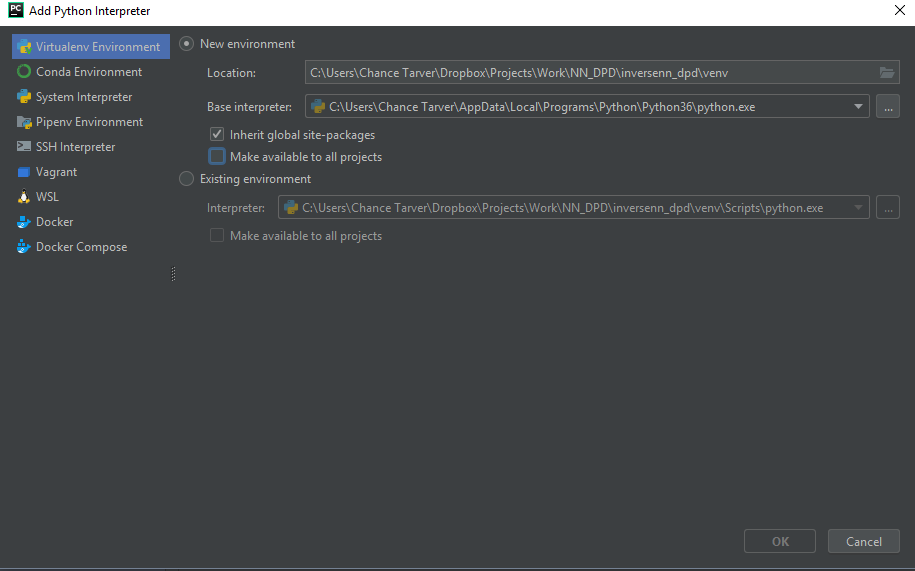 PC Add Python Interpreter
Virtualenv Environment
Conda Environment
System Interpreter
Pipenv Environment
SSH Interpreter
Vagrant
WSL
Docker
Docker Compose
New environment
Location: C:\Users\Chance Tarver\Dropbox\Projects\Work\NN_DPD\inversenn_dpd\venv
Base interpreter: C:\Users\Chance Tarver\AppData\Local\Programs\Python\Python36\python.exe ...
Inherit global site-packages
Make available to all projects
Existing environment
Interpreter: C:\Users\Chance Tarver\Dropbox\Projects\Work\NN_DPD\inversenn_dpd\venv\Scripts\python.exe ...
Make available to all projects
OK Cancel